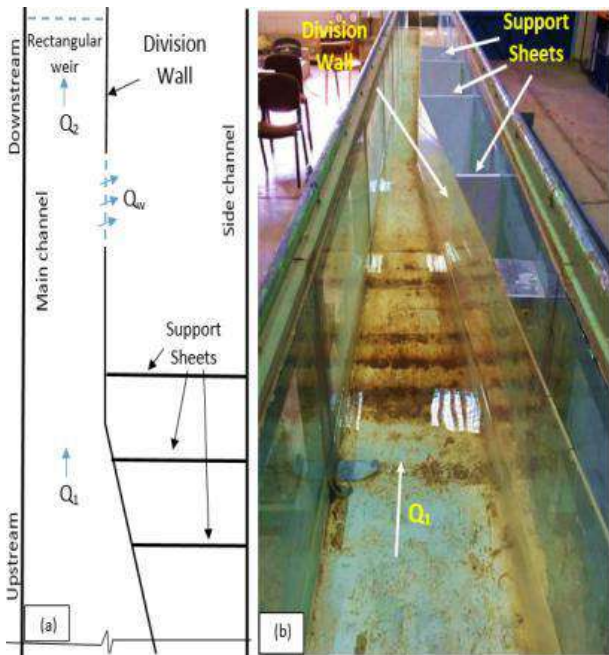 Rectangular
weir
Division
Wall
Downstream
Q2
Qw
Main channel
Side channel
Support
Sheets
Q1
Upstream
(a)
Division
Wall
Support
Sheets
Q1
(b)